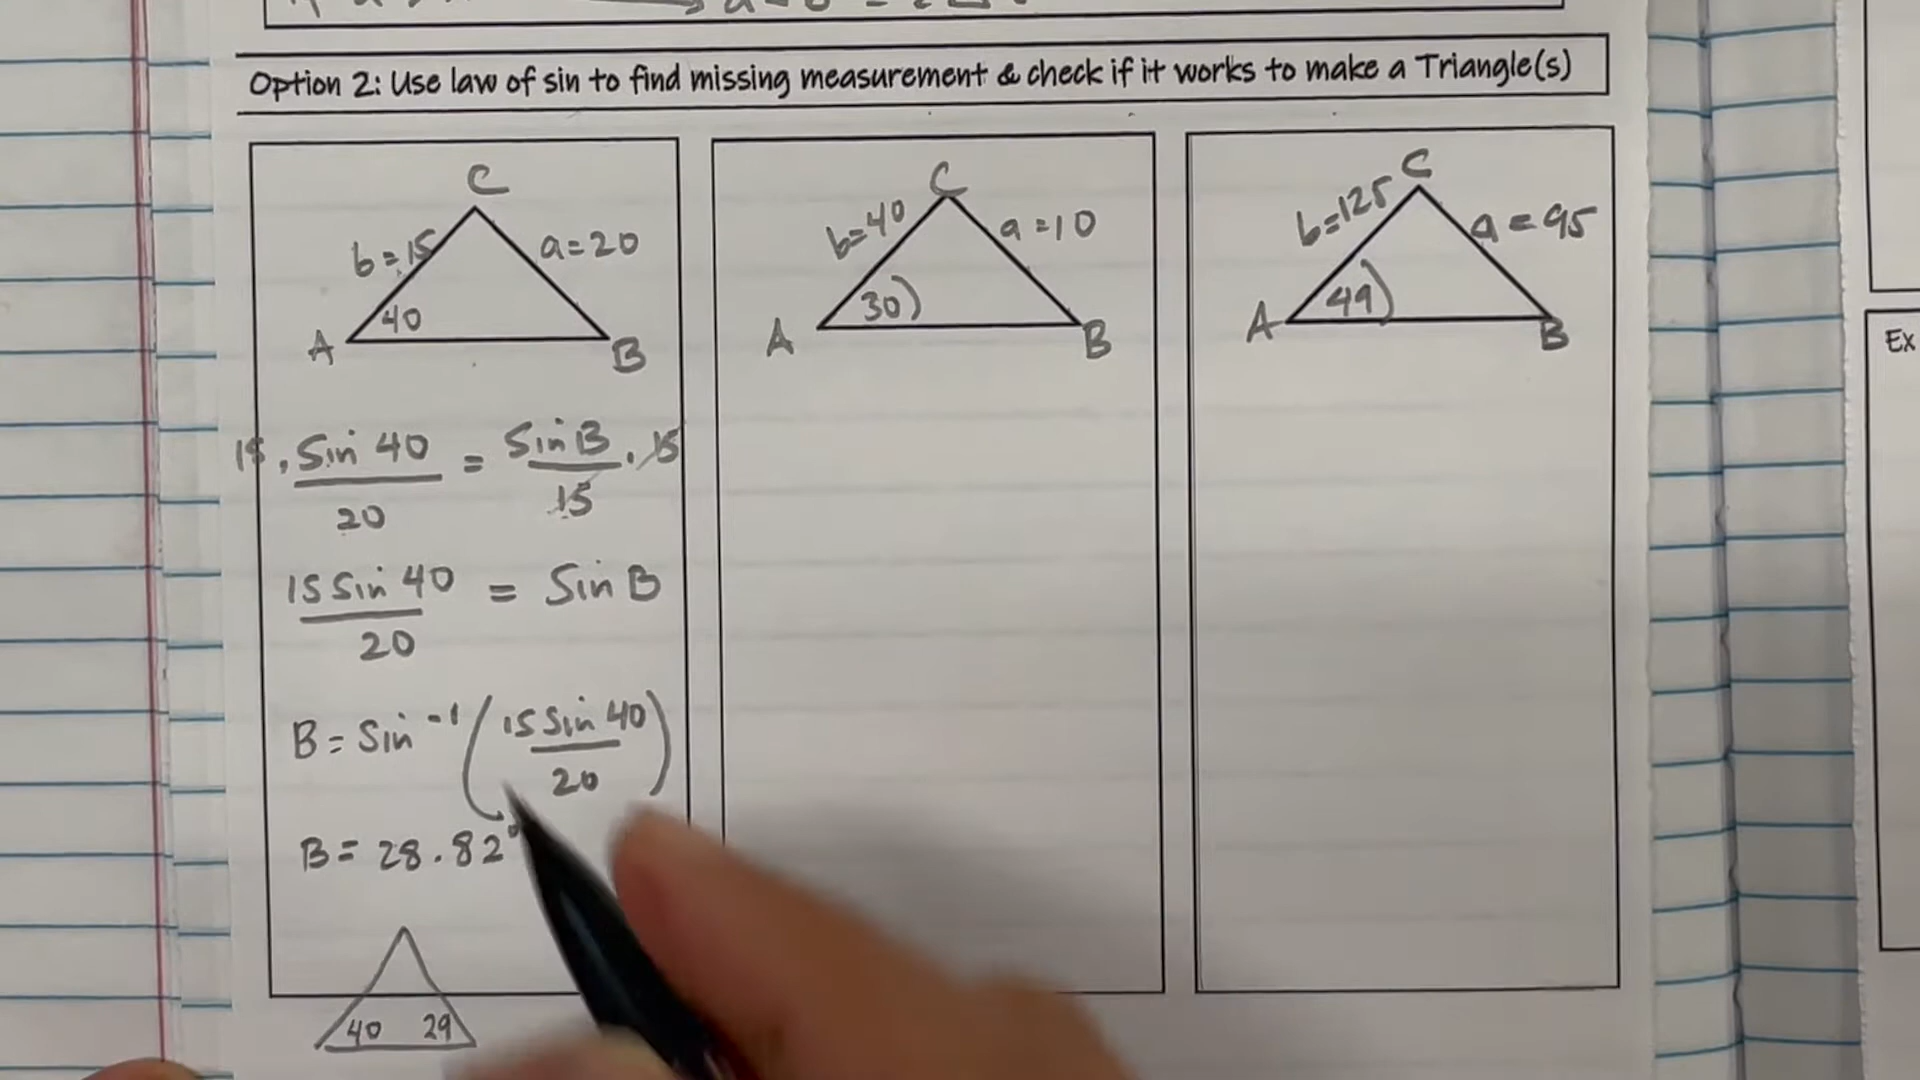 Option 2: Use law of sin to find missing measurement & check if it works to make a Triangle(s)
C
b=15
a=20
40
A
B
15 . Sin 40 / 20 = Sin B / 15 . 15
15 Sin 40 / 20 = Sin B
B = Sin⁻¹ (15 Sin 40 / 20)
B = 28.82°
40 29
C
b=40
a=10
30)
A
B
C
b=125
a=95
49)
A
B
Ex